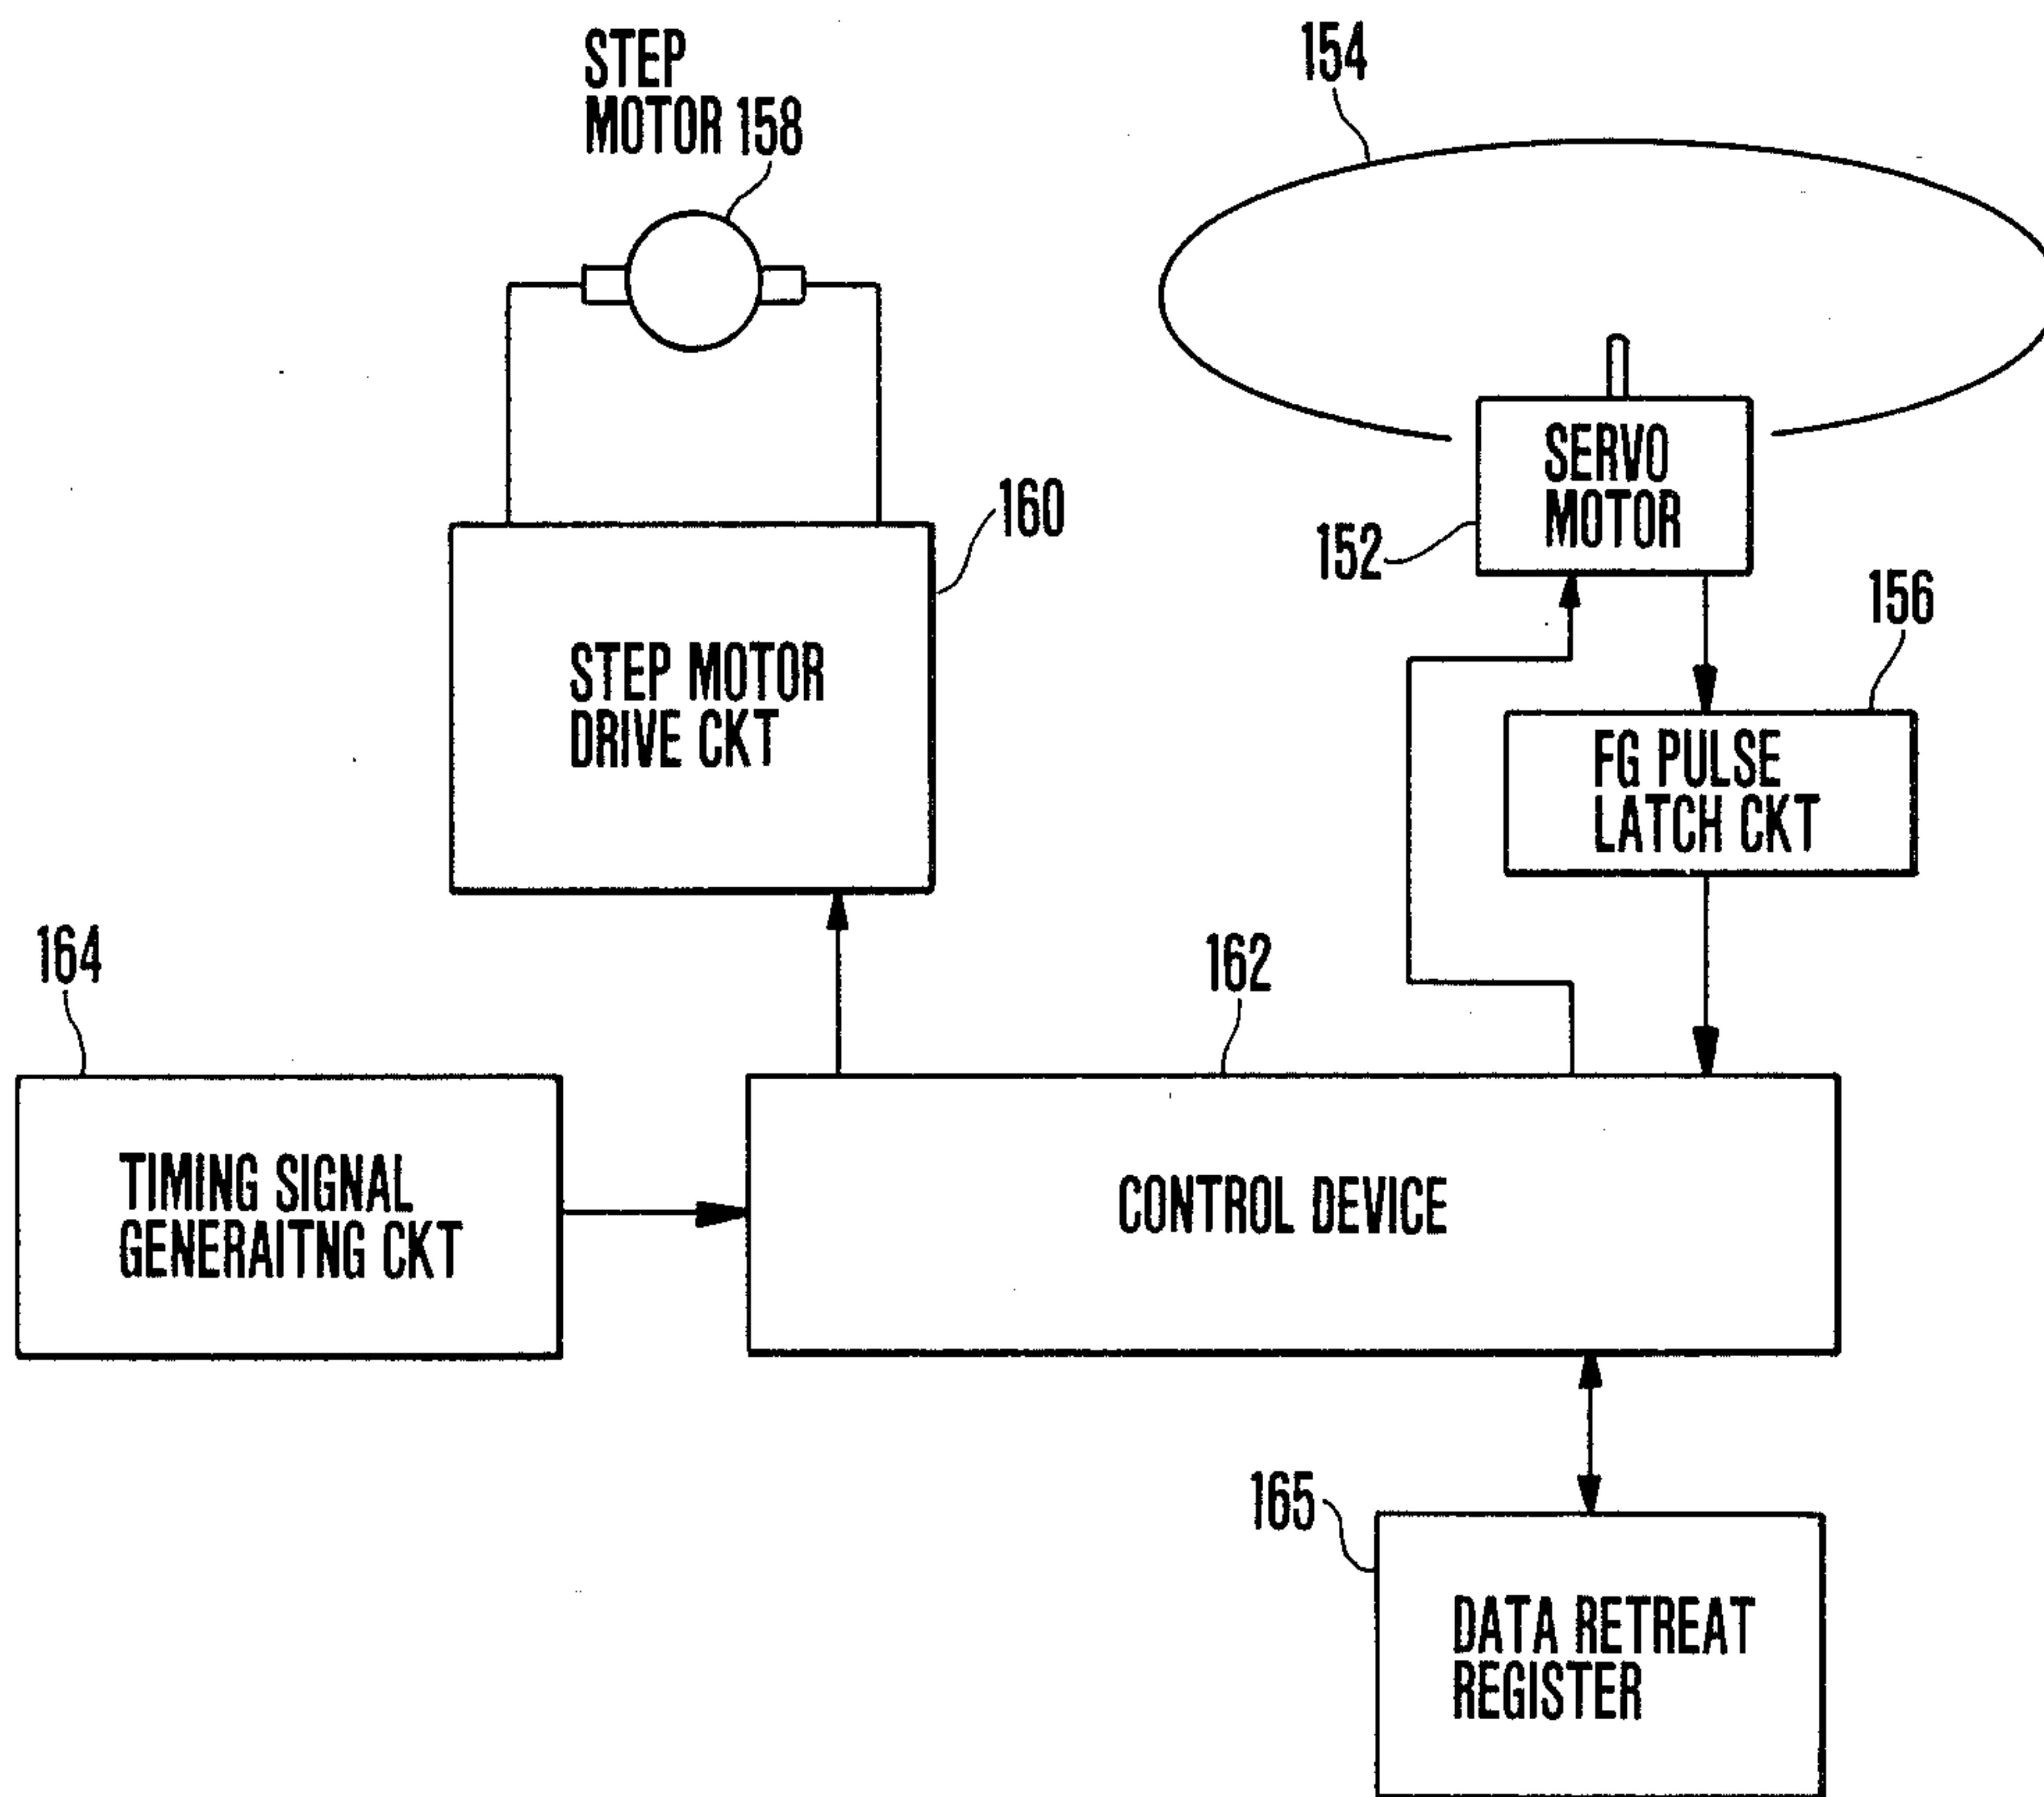 STEP
MOTOR 158
154
160
SERVO
MOTOR
152
156
STEP MOTOR
DRIVE CKT
FG PULSE
LATCH CKT
164
162
TIMING SIGNAL
GENERAITNG CKT
CONTROL DEVICE
165
DATA RETREAT
REGISTER